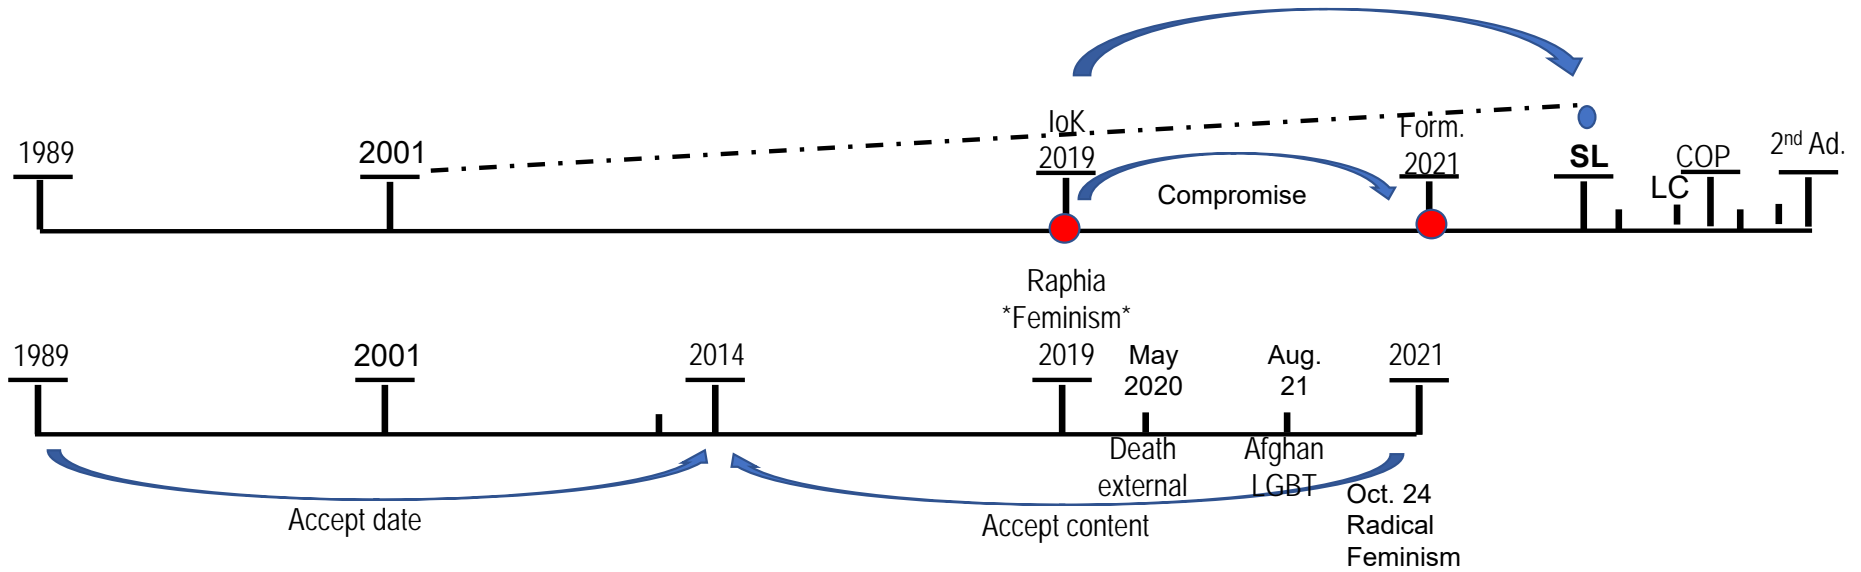 IoK
Form.
1989
2001
2019
2021
SL
COP
2nd Ad.
LC
Compromise
Raphia
*Feminism*
1989
2001
2014
2019
May
2020
Aug.
21
2021
Death
external
Afghan
LGBT
Oct. 24
Radical
Feminism
Accept date
Accept content